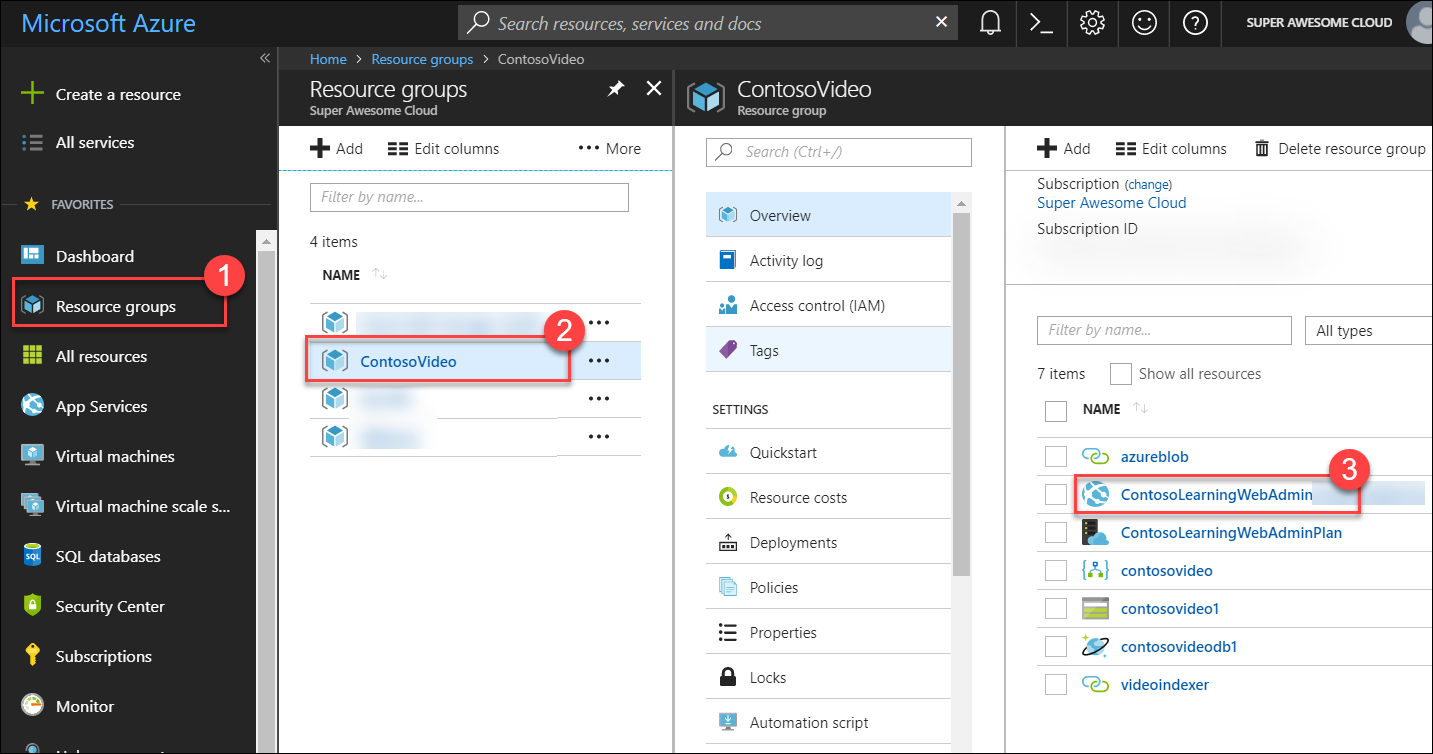 Microsoft Azure
Search resources, services and docs
SUPER AWESOME CLOUD
Create a resource
All services
FAVORITES
Dashboard
1
Resource groups
All resources
App Services
Virtual machines
Virtual machine scale s...
SQL databases
Security Center
Subscriptions
Monitor
Home > Resource groups > ContosoVideo
Resource groups
Super Awesome Cloud
Add
Edit columns
More
Filter by name...
4 items
NAME
2
ContosoVideo
ContosoVideo
Resource group
Search (Ctrl+/)
Overview
Activity log
Access control (IAM)
Tags
SETTINGS
Quickstart
Resource costs
Deployments
Policies
Properties
Locks
Automation script
Add
Edit columns
Delete resource group
Subscription (change)
Super Awesome Cloud
Subscription ID
Filter by name...
All types
7 items
Show all resources
NAME
azureblob
3
ContosoLearningWebAdmin
ContosoLearningWebAdminPlan
contosovideo
contosovideo1
contosovideodb1
videoindexer